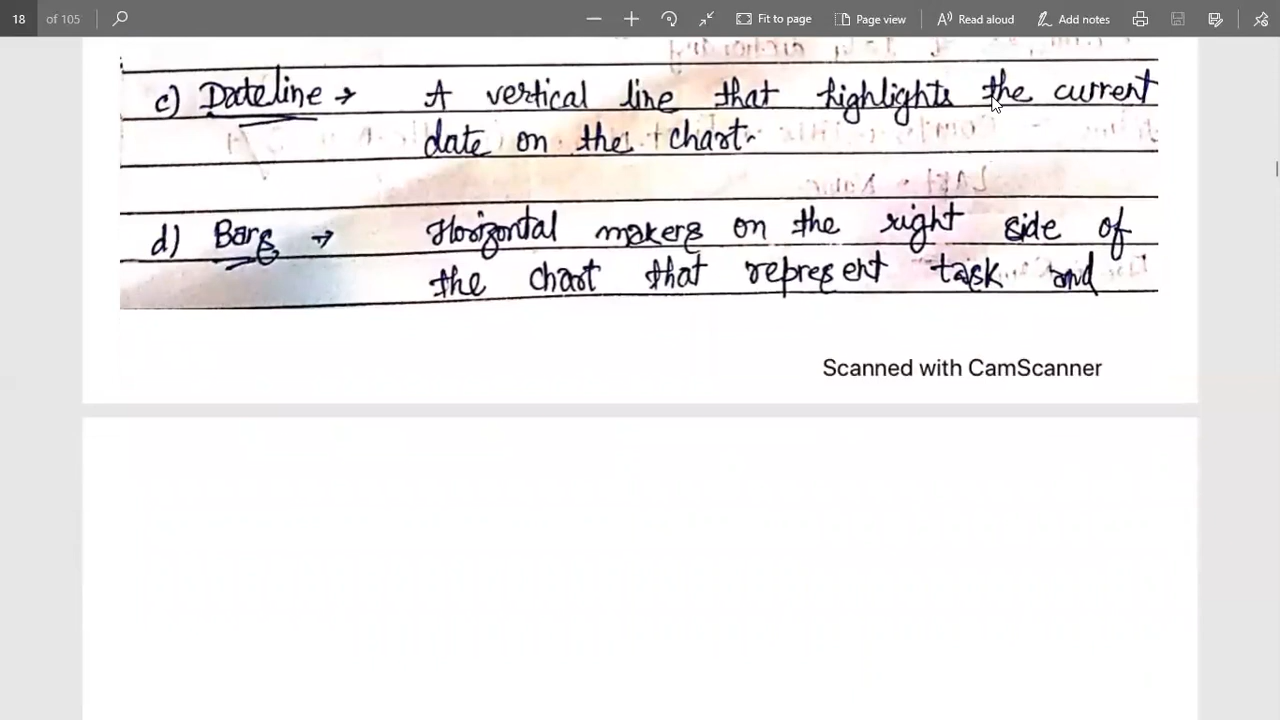 18 of 105 Fit to page Page view Read aloud Add notes
c) Dateline → A vertical line that highlights the current
date on the chart.
d) Bars → Horizontal makers on the right side of
the chart that represent task and
Scanned with CamScanner